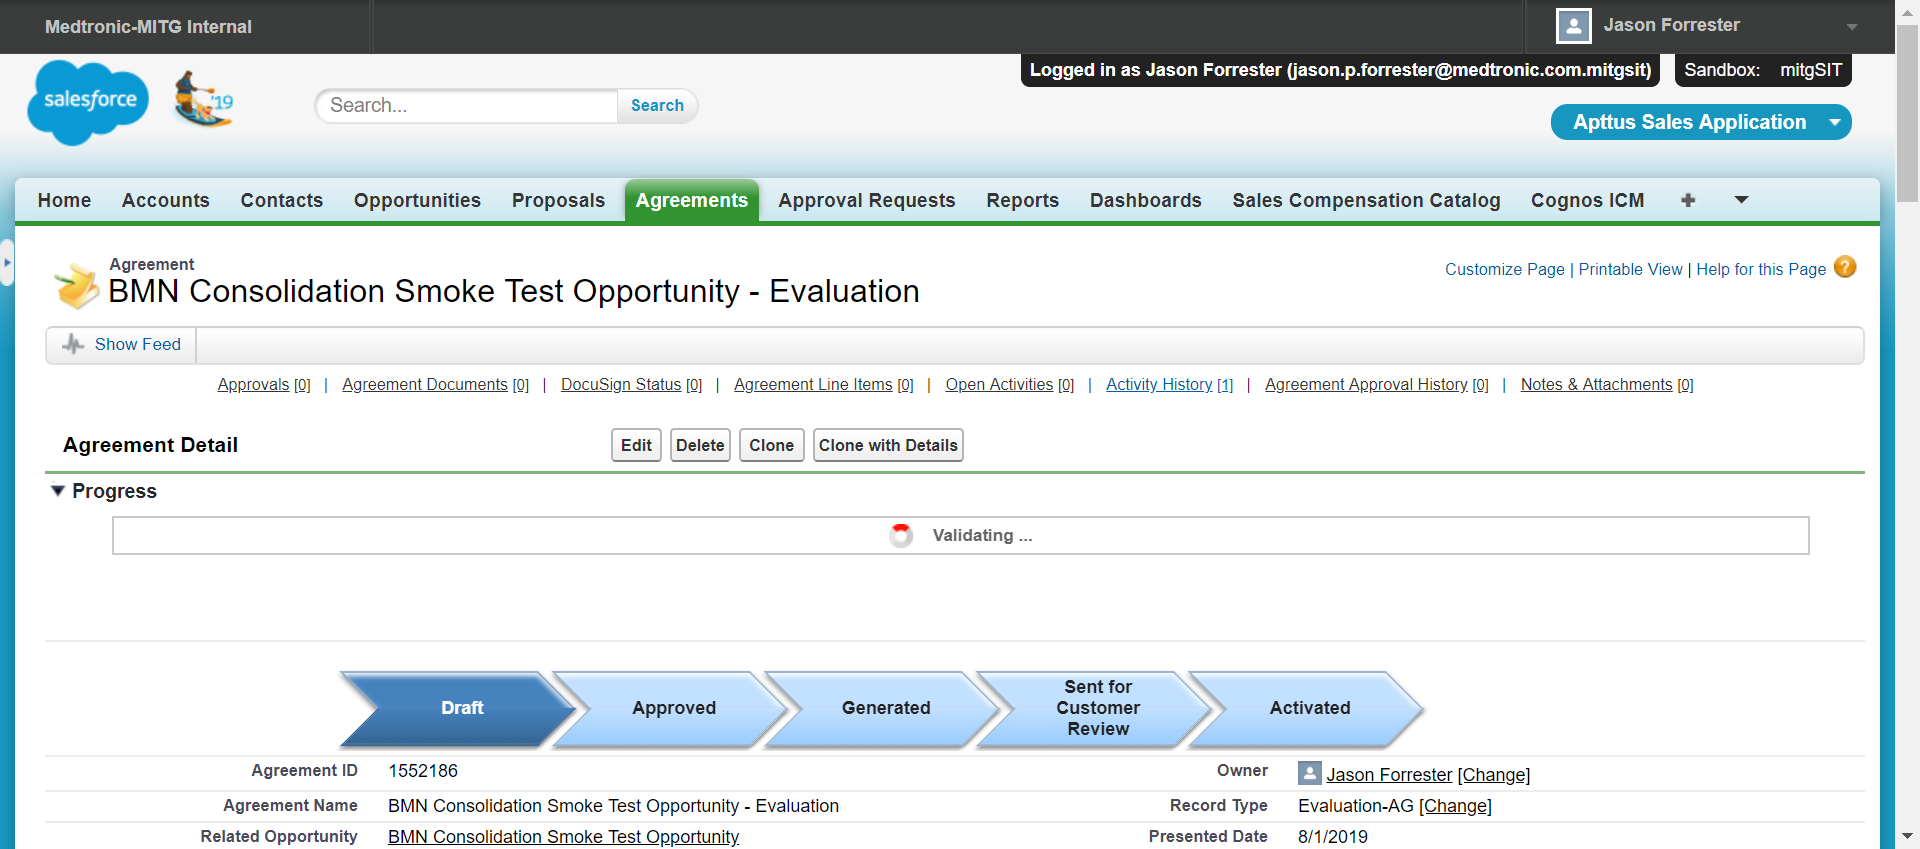 Medtronic-MITG Internal
Jason Forrester
Logged in as Jason Forrester (jason.p.forrester@medtronic.com.mitgsit)
Sandbox: mitgSIT
salesforce
'19
Search...
Search
Apttus Sales Application
Home Accounts Contacts Opportunities Proposals Agreements Approval Requests Reports Dashboards Sales Compensation Catalog Cognos ICM +
Agreement
BMN Consolidation Smoke Test Opportunity - Evaluation
Customize Page | Printable View | Help for this Page ?
Show Feed
Approvals [0] | Agreement Documents [0] | DocuSign Status [0] | Agreement Line Items [0] | Open Activities [0] | Activity History [1] | Agreement Approval History [0] | Notes & Attachments [0]
Agreement Detail
Edit Delete Clone Clone with Details
Progress
Validating ...
Draft
Approved
Generated
Sent for
Customer
Review
Activated
Agreement ID 1552186
Owner Jason Forrester [Change]
Agreement Name BMN Consolidation Smoke Test Opportunity - Evaluation
Record Type Evaluation-AG [Change]
Related Opportunity BMN Consolidation Smoke Test Opportunity
Presented Date 8/1/2019